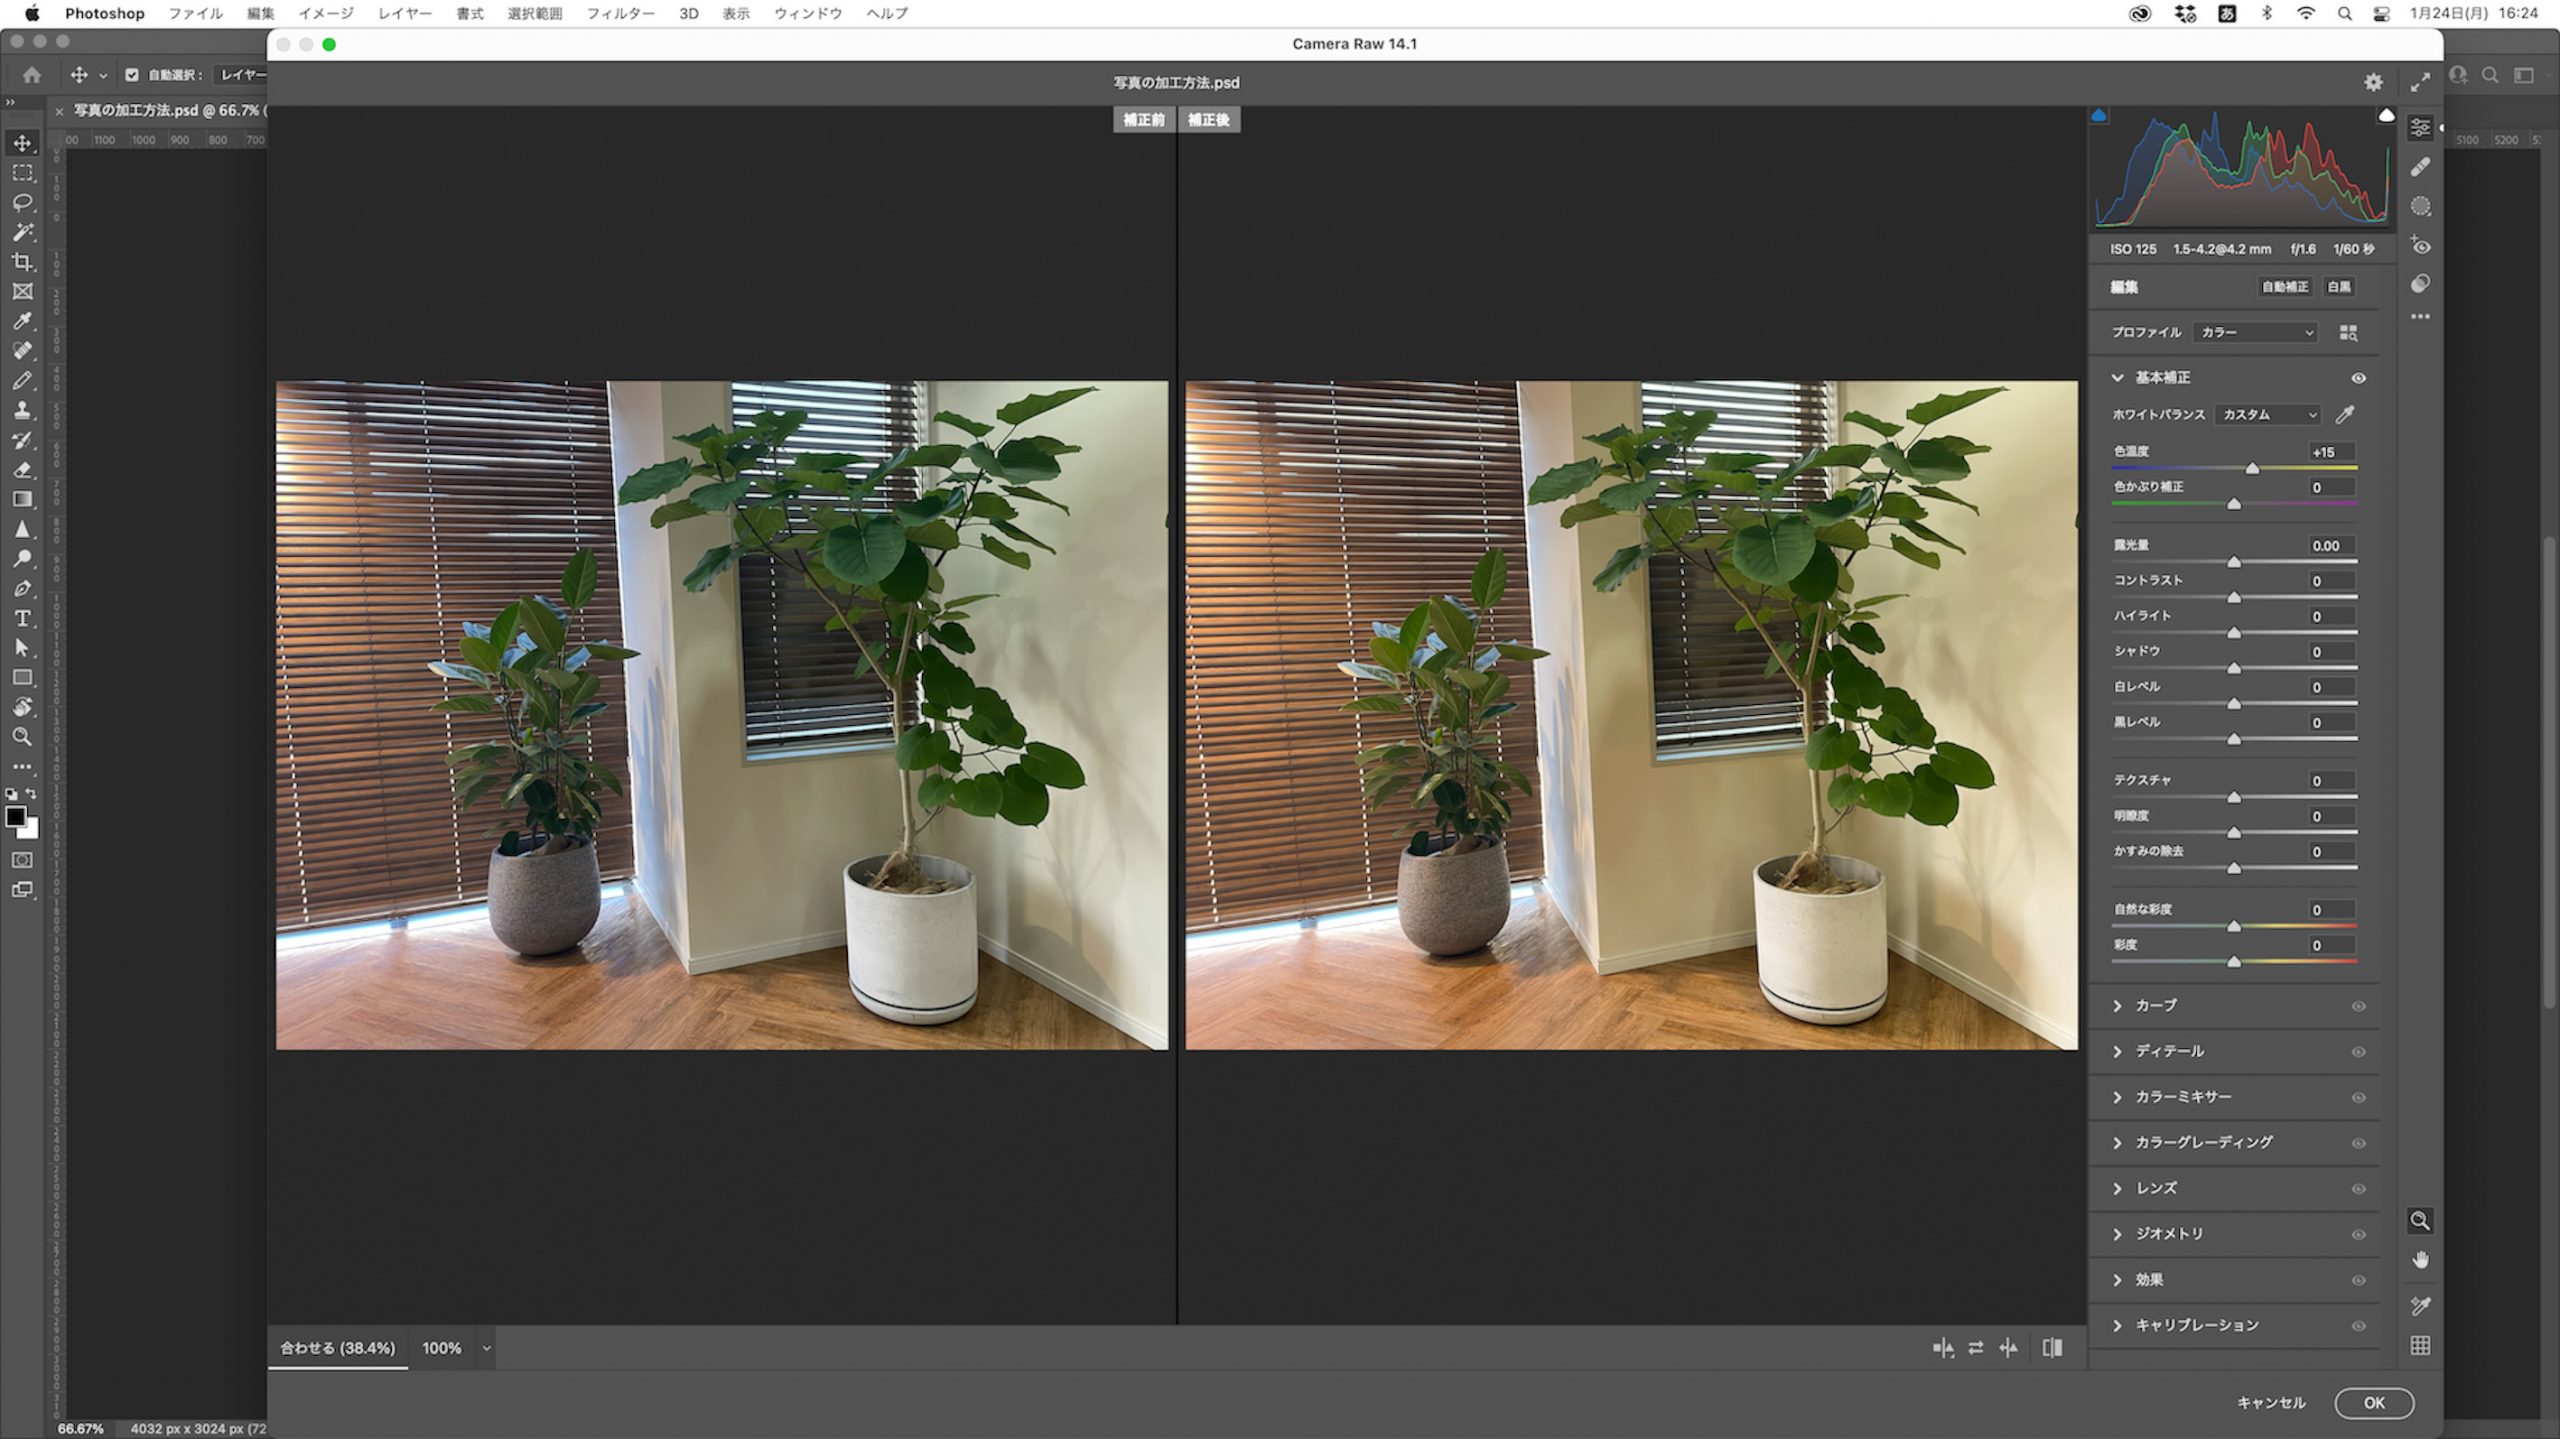 Photoshop ファイル 編集 イメージ レイヤー 書式 選択範囲 フィルター 3D 表示 ウィンドウ ヘルプ
あ 1月24日(月) 16:24
Camera Raw 14.1
自動選択： レイヤー
写真の加工方法.psd
写真の加工方法.psd @ 66.7% (
補正前 補正後
00 1100 1000 900 800 700
5100 5200
ISO 125 1.5-4.2@4.2 mm f/1.6 1/60 秒
編集 自動補正 白黒
プロファイル カラー
基本補正
ホワイトバランス カスタム
色温度 +15
色かぶり補正 0
露光量 0.00
コントラスト 0
ハイライト 0
シャドウ 0
白レベル 0
黒レベル 0
テクスチャ 0
明瞭度 0
かすみの除去 0
自然な彩度 0
彩度 0
カーブ
ディテール
カラーミキサー
カラーグレーディング
レンズ
ジオメトリ
効果
キャリブレーション
合わせる (38.4%) 100%
キャンセル OK
66.67% 4032 px x 3024 px (72